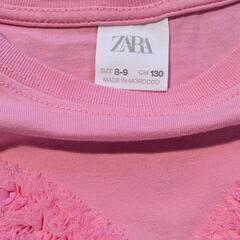 ZARA
SIZE 8-9 CM 130
MADE IN MOROCCO